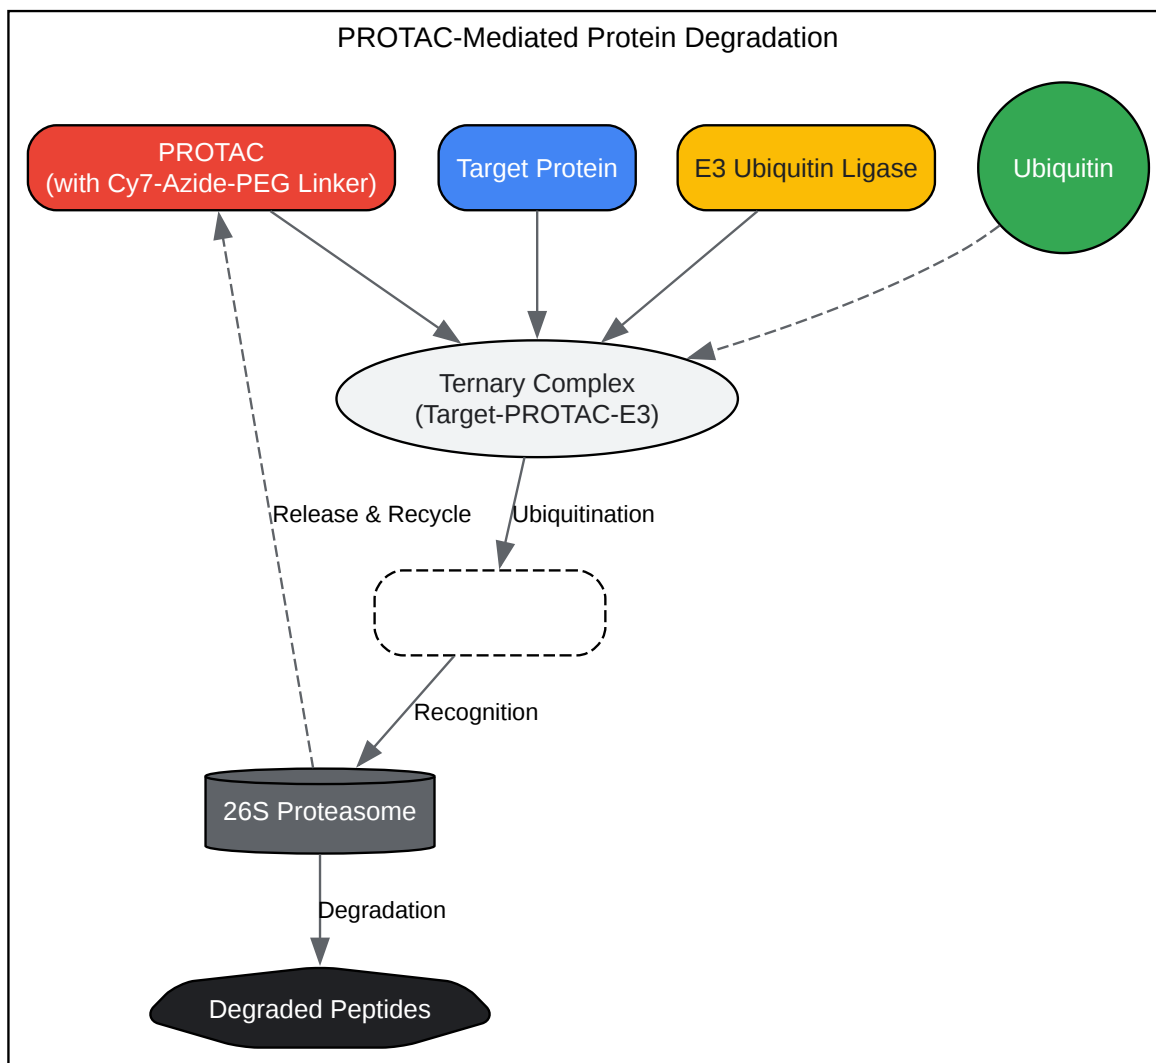 PROTAC-Mediated Protein Degradation
PROTAC
(with Cy7-Azide-PEG Linker)
Target Protein
E3 Ubiquitin Ligase
Ubiquitin
Ternary Complex
(Target-PROTAC-E3)
Release & Recycle
Ubiquitination
Recognition
26S Proteasome
Degradation
Degraded Peptides